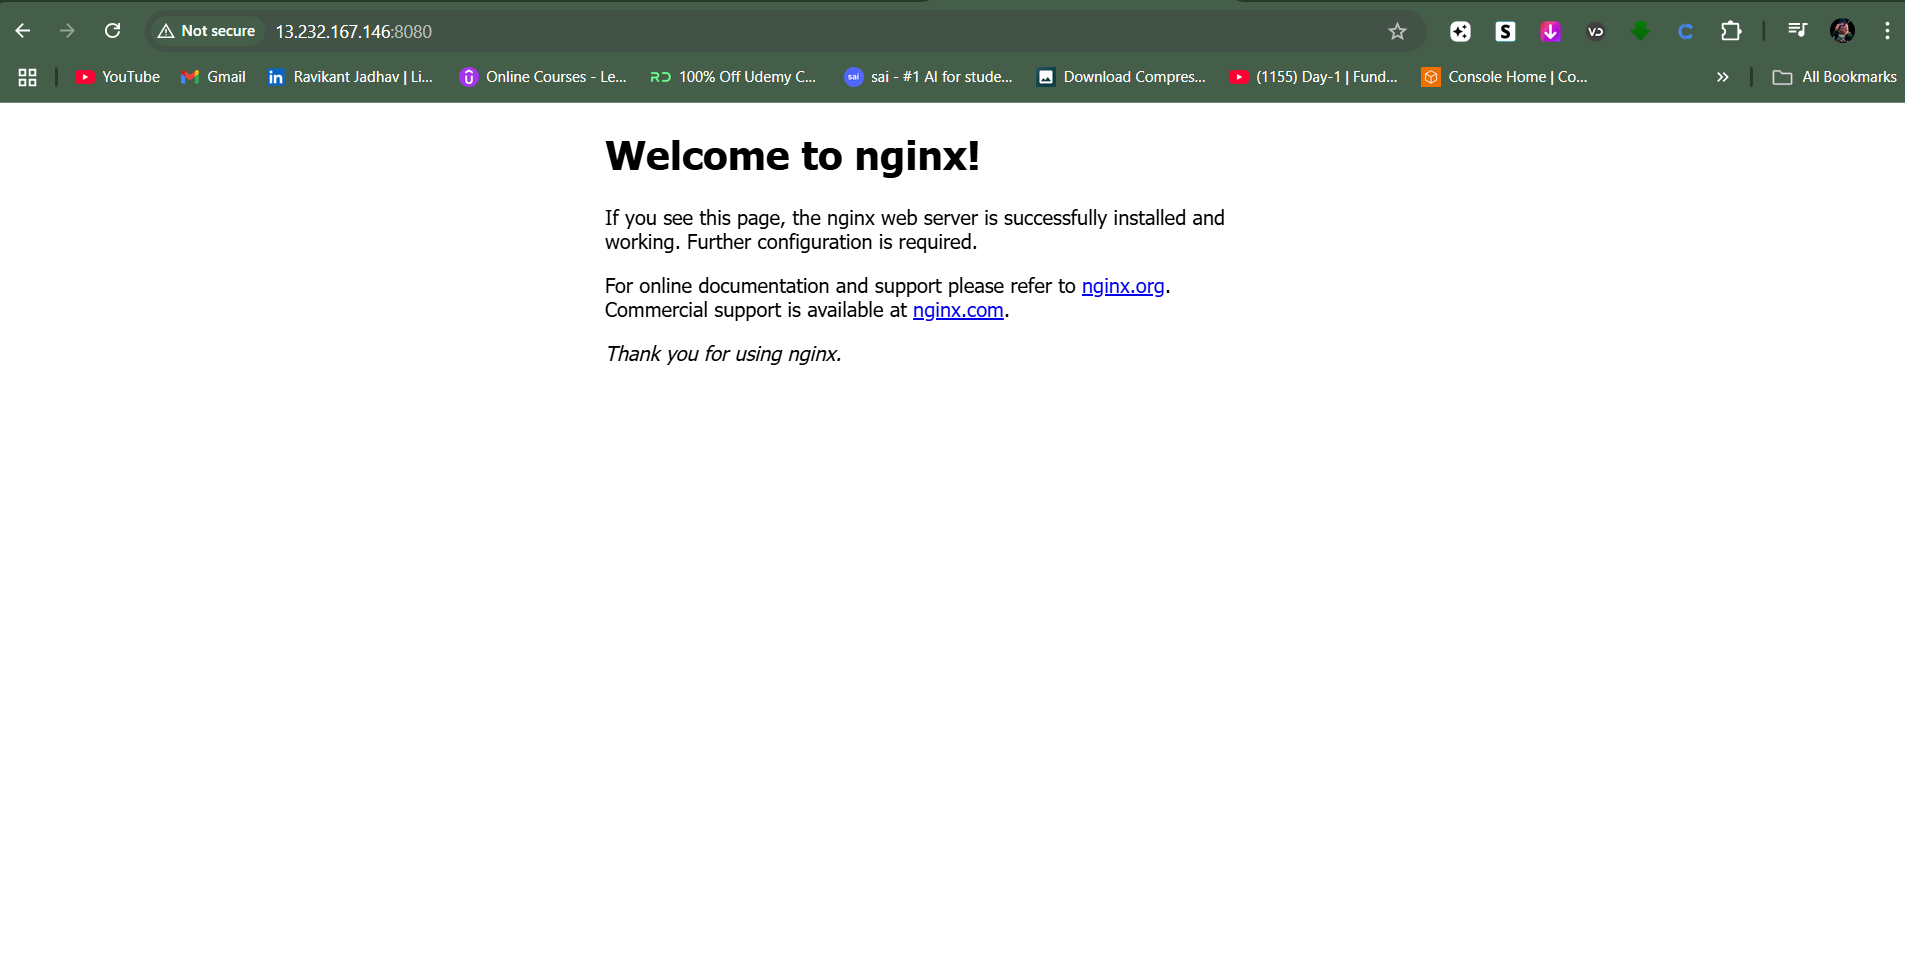 Not secure 13.232.167.146:8080
YouTube Gmail Ravikant Jadhav | Li... Online Courses - Le... 100% Off Udemy C... sai - #1 AI for stude... Download Compres... (1155) Day-1 | Fund... Console Home | Co... » All Bookmarks
Welcome to nginx!
If you see this page, the nginx web server is successfully installed and
working. Further configuration is required.
For online documentation and support please refer to nginx.org.
Commercial support is available at nginx.com.
Thank you for using nginx.